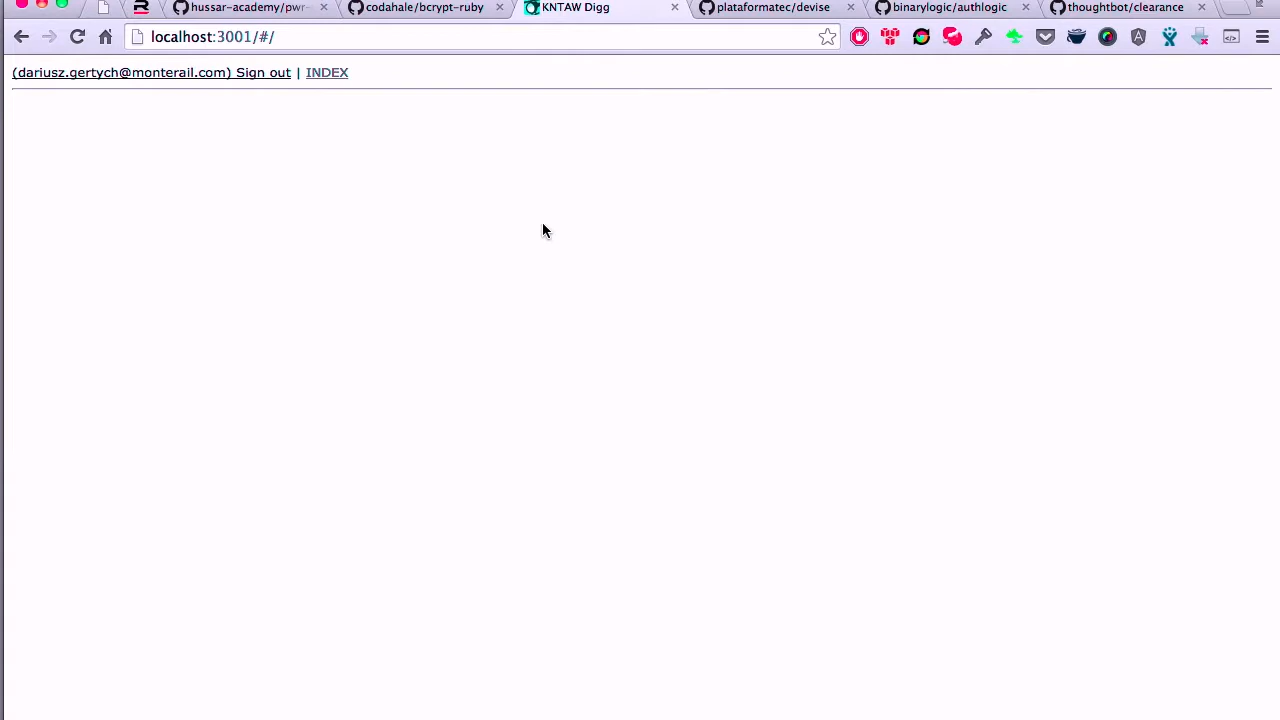 hussar-academy/pwr- codahale/bcrypt-ruby KNTAW Digg plataformatec/devise binarylogic/authlogic thoughtbot/clearance
localhost:3001/#/
(dariusz.gertych@monterail.com) Sign out | INDEX